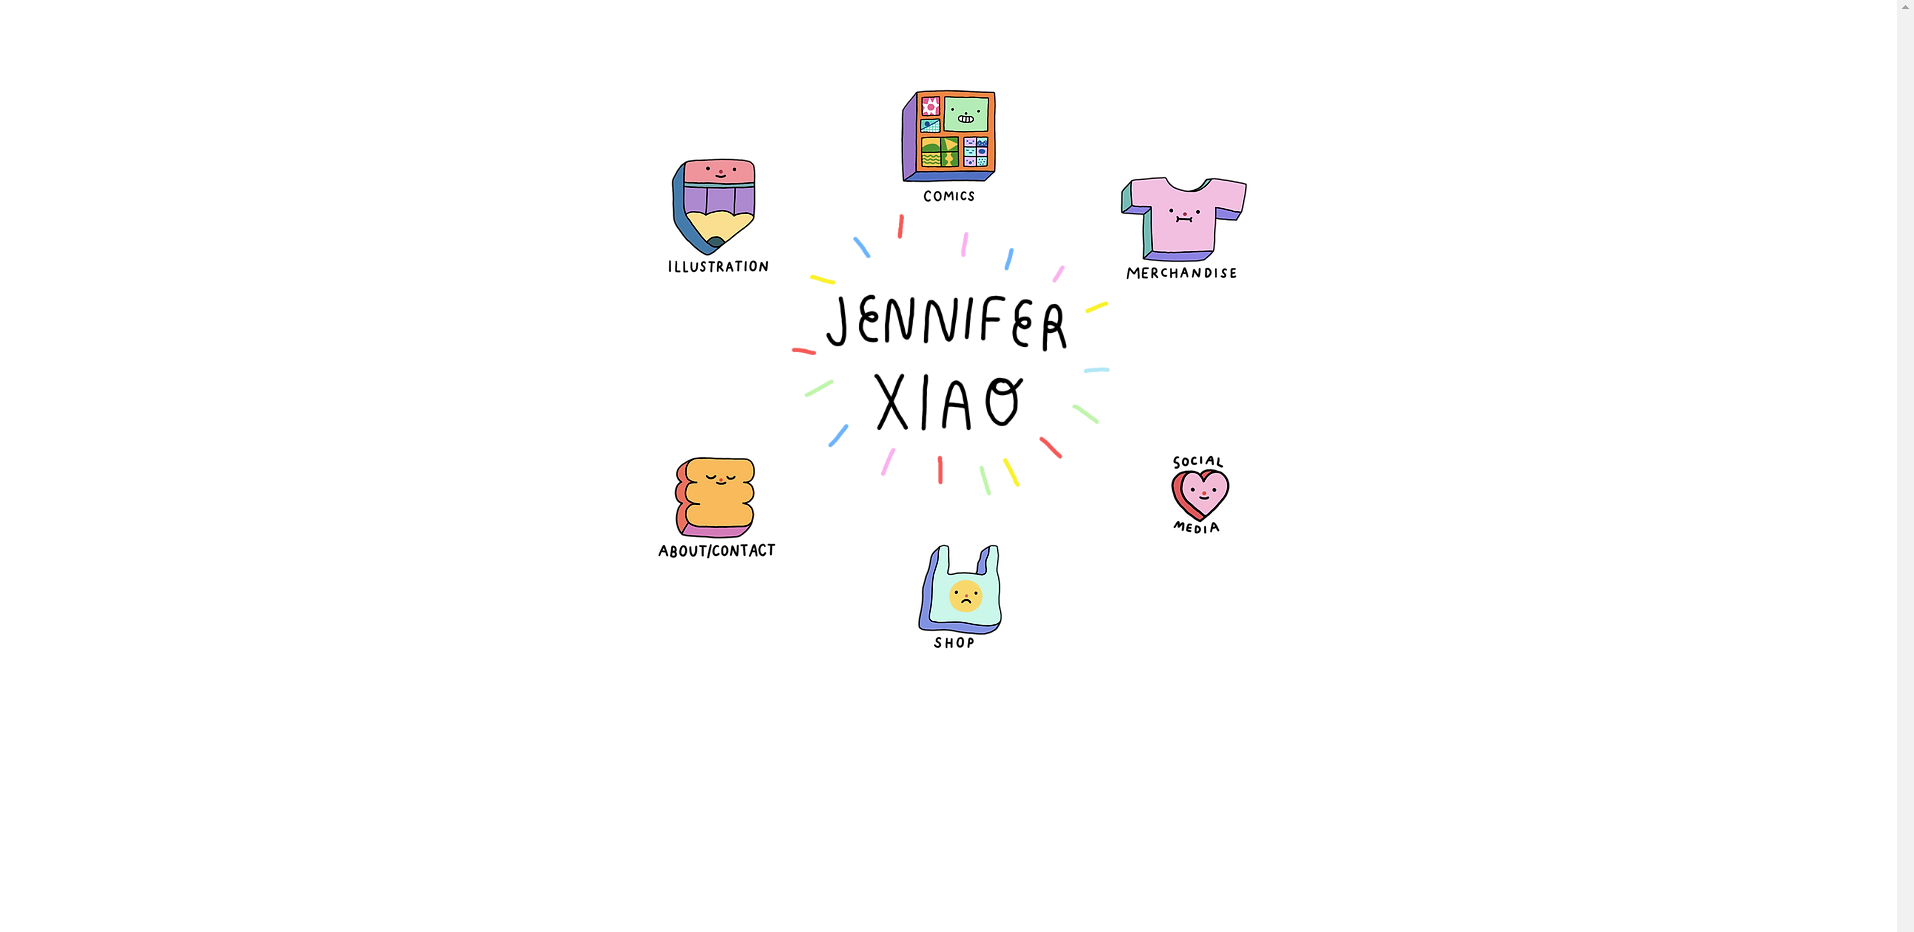 COMICS
ILLUSTRATION
MERCHANDISE
JENNIFER
XIAO
SOCIAL
MEDIA
ABOUT/CONTACT
SHOP